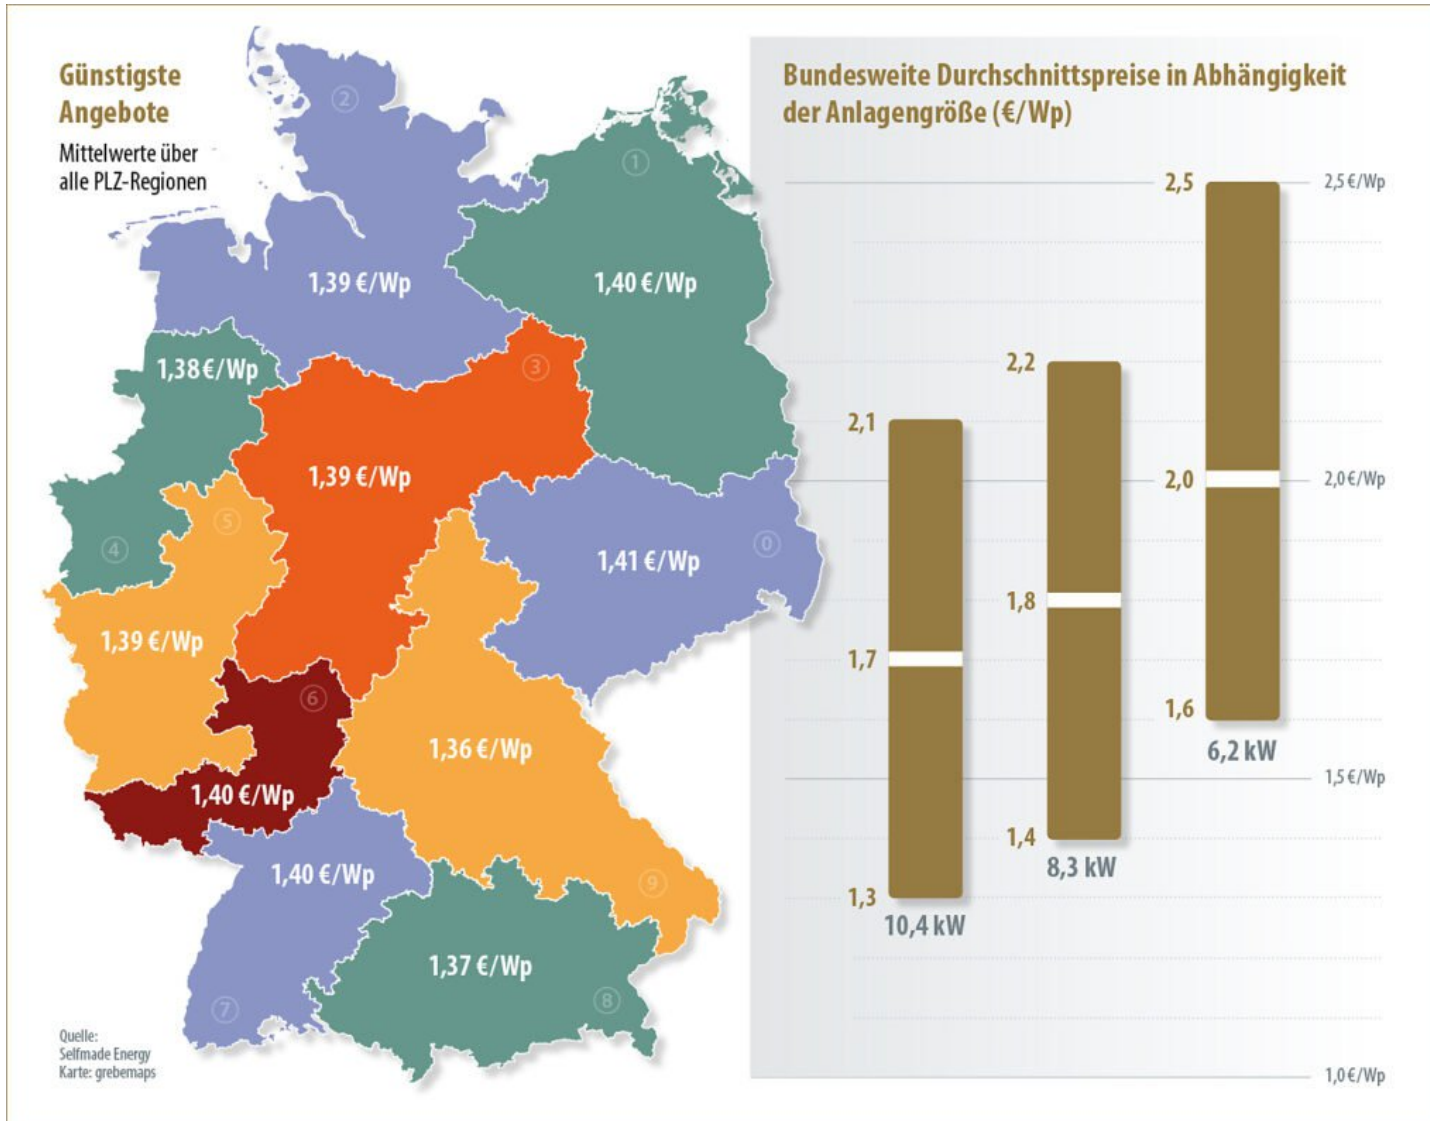 Günstigste
Angebote
Mittelwerte über
alle PLZ-Regionen
2
1
1,39 €/Wp
1,40 €/Wp
1,38 €/Wp
3
1,39 €/Wp
5
4
0
1,41 €/Wp
1,39 €/Wp
6
1,36 €/Wp
1,40 €/Wp
1,40 €/Wp
9
1,37 €/Wp
7
8
Quelle:
Selfmade Energy
Karte: grebemaps
Bundesweite Durchschnittspreise in Abhängigkeit
der Anlagengröße (€/Wp)
2,5
2,5 €/Wp
2,2
2,1
2,0
2,0 €/Wp
1,8
1,7
1,6
6,2 kW
1,5 €/Wp
1,4
8,3 kW
1,3
10,4 kW
1,0 €/Wp